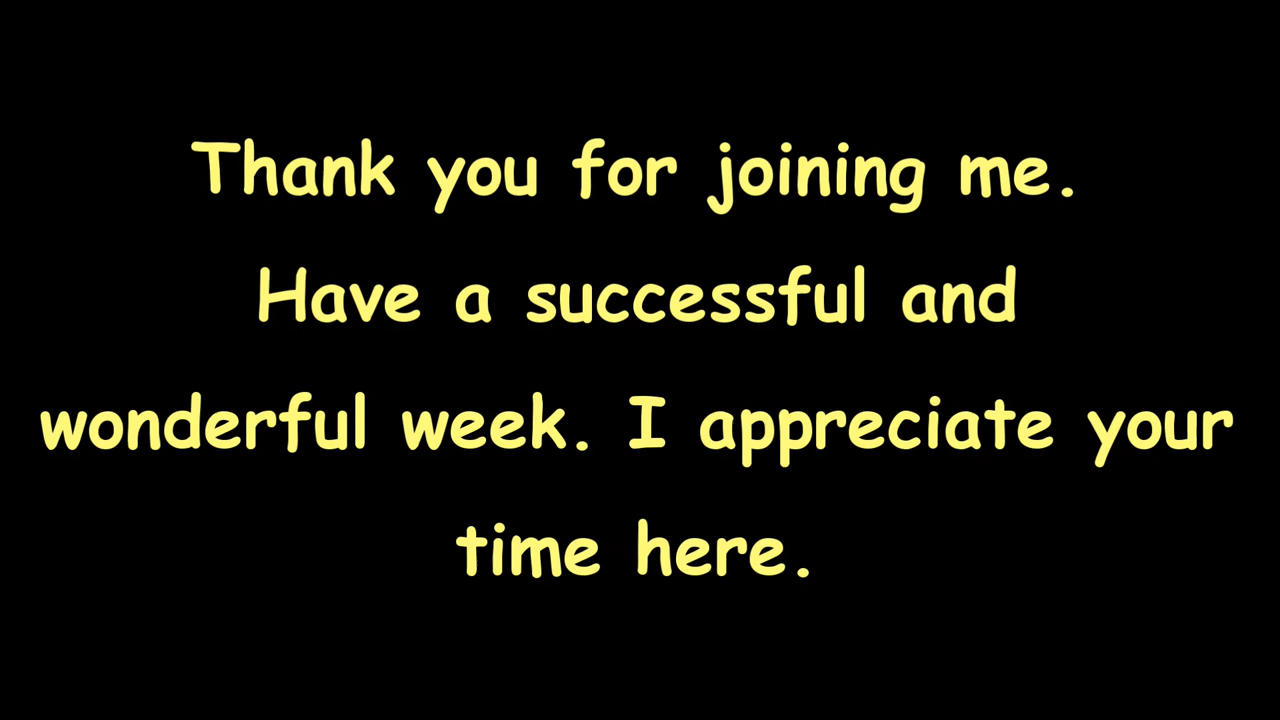 Thank you for joining me.
Have a successful and
wonderful week. I appreciate your
time here.